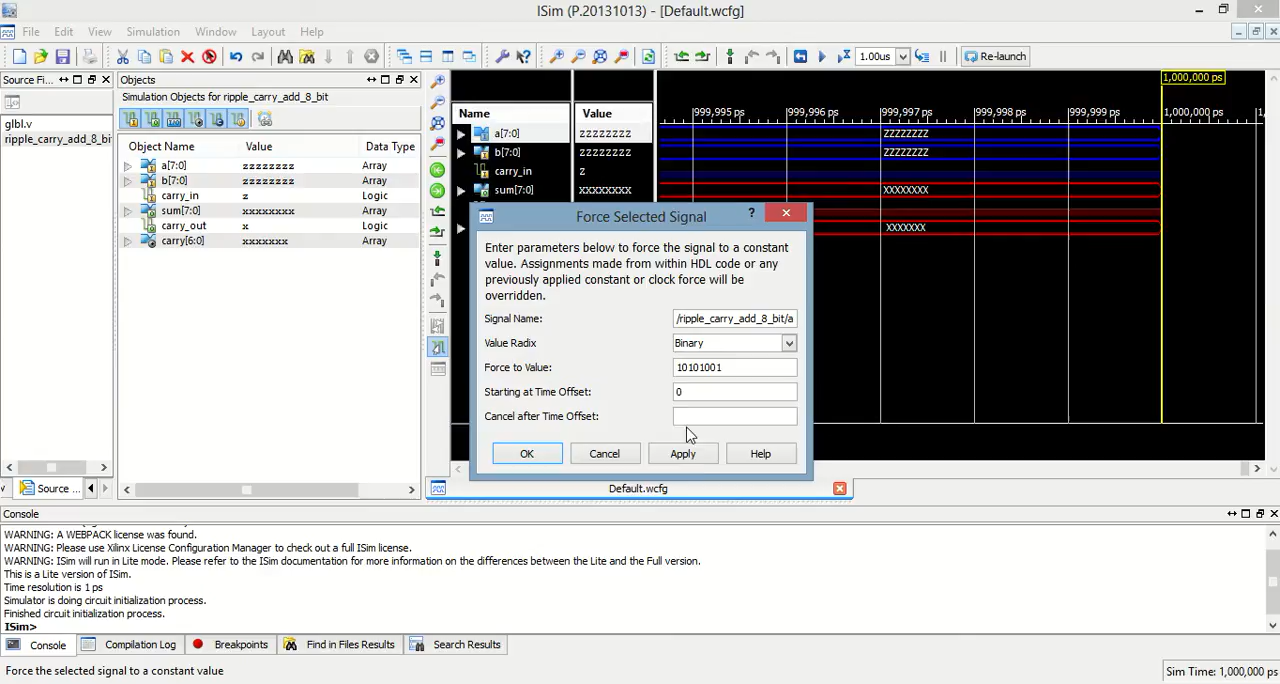 ISim (P.20131013) - [Default.wcfg]
File Edit View Simulation Window Layout Help
1.00us Re-launch
Source Fi...
Objects
Simulation Objects for ripple_carry_add_8_bit
glbl.v
ripple_carry_add_8_bi
Object Name Value Data Type
a[7:0] zzzzzzzz Array
b[7:0] zzzzzzzz Array
carry_in z Logic
sum[7:0] xxxxxxxx Array
carry_out x Logic
carry[6:0] xxxxxxx Array
Source ...
Name Value
a[7:0] zzzzzzzz
b[7:0] zzzzzzzz
carry_in z
sum[7:0] xxxxxxxx
1,000,000 ps
999,995 ps 999,996 ps 999,997 ps 999,998 ps 999,999 ps 1,000,000 ps
ZZZZZZZZ
ZZZZZZZZ
XXXXXXXX
XXXXXXX
Force Selected Signal
Enter parameters below to force the signal to a constant
value. Assignments made from within HDL code or any
previously applied constant or clock force will be
overridden.
Signal Name: /ripple_carry_add_8_bit/a
Value Radix Binary
Force to Value: 10101001
Starting at Time Offset: 0
Cancel after Time Offset:
OK Cancel Apply Help
Default.wcfg
Console
WARNING: A WEBPACK license was found.
WARNING: Please use Xilinx License Configuration Manager to check out a full ISim license.
WARNING: ISim will run in Lite mode. Please refer to the ISim documentation for more information on the differences between the Lite and the Full version.
This is a Lite version of ISim.
Time resolution is 1 ps
Simulator is doing circuit initialization process.
Finished circuit initialization process.
ISim>
Console Compilation Log Breakpoints Find in Files Results Search Results
Force the selected signal to a constant value
Sim Time: 1,000,000 ps